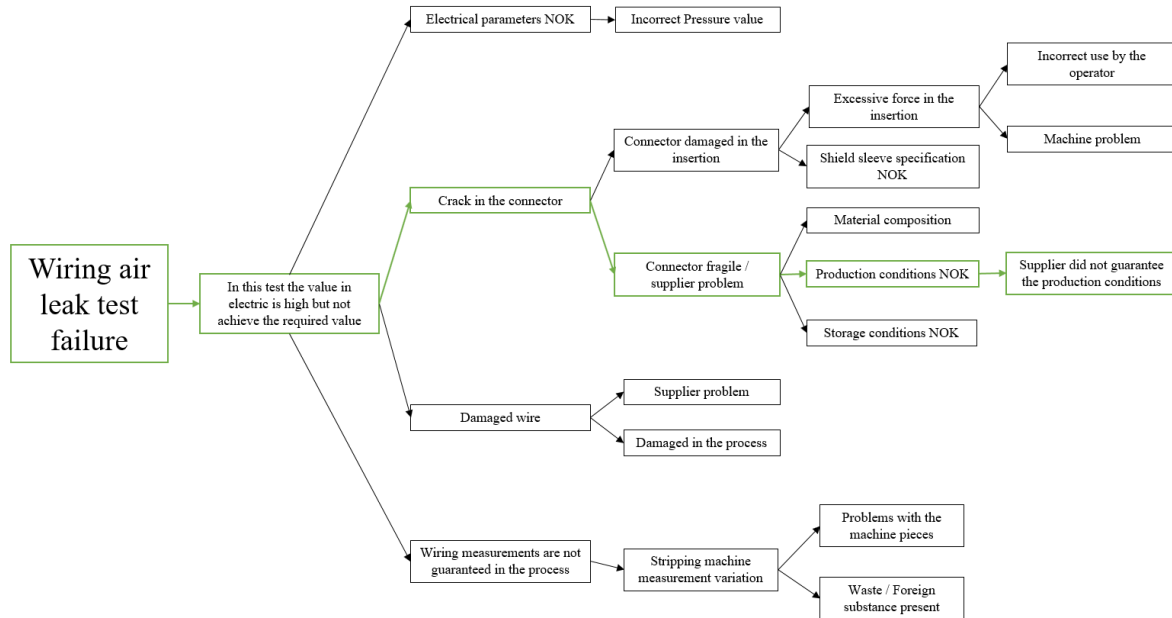 Electrical parameters NOK
Incorrect Pressure value
Incorrect use by the
operator
Excessive force in the
insertion
Machine problem
Connector damaged in the
insertion
Shield sleeve specification
NOK
Crack in the connector
Material composition
Wiring air
leak test
failure
In this test the value in
electric is high but not
achieve the required value
Connector fragile /
supplier problem
Production conditions NOK
Supplier did not guarantee
the production conditions
Storage conditions NOK
Damaged wire
Supplier problem
Damaged in the process
Wiring measurements are not
guaranteed in the process
Stripping machine
measurement variation
Problems with the
machine pieces
Waste / Foreign
substance present